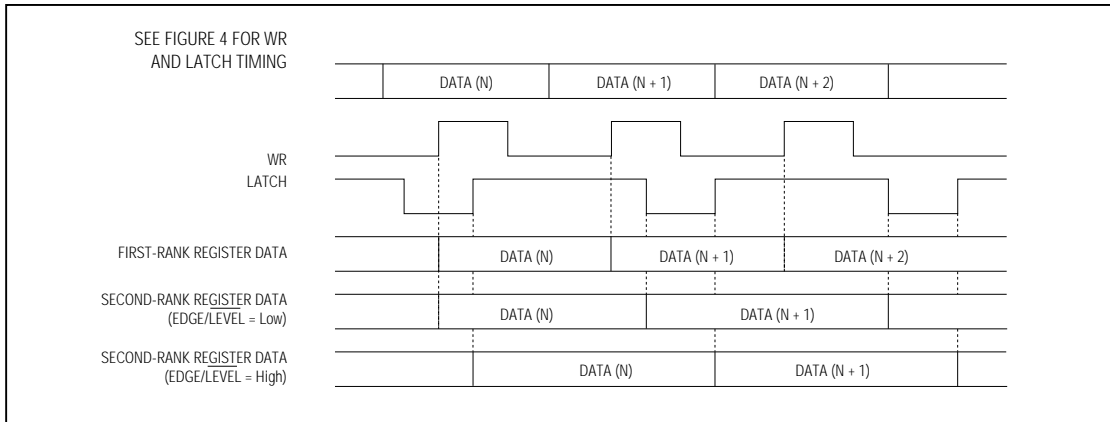 SEE FIGURE 4 FOR WR
AND LATCH TIMING
DATA (N) DATA (N + 1) DATA (N + 2)
WR
LATCH
FIRST-RANK REGISTER DATA DATA (N) DATA (N + 1) DATA (N + 2)
SECOND-RANK REGISTER DATA
(EDGE/LEVEL = Low) DATA (N) DATA (N + 1)
SECOND-RANK REGISTER DATA
(EDGE/LEVEL = High) DATA (N) DATA (N + 1)